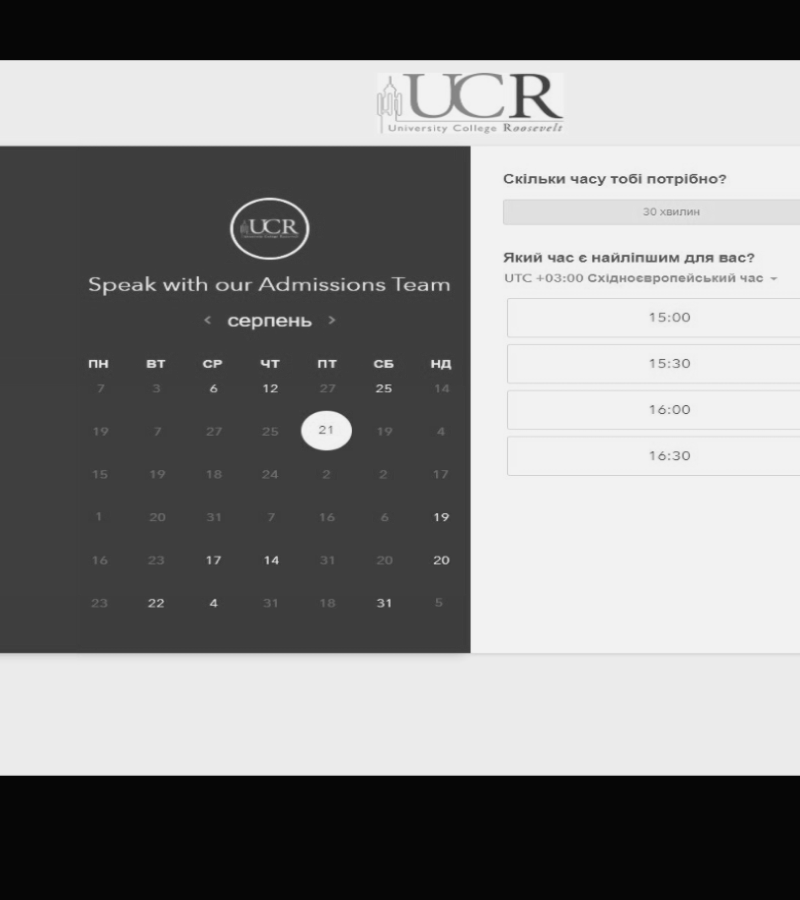 UCR
University College Roosevelt
UCR
Speak with our Admissions Team
< серпень >
ПН ВТ СР ЧТ ПТ СБ НД
7 3 6 12 27 25 14
19 7 27 25 21 19 4
15 19 18 24 2 2 17
1 20 31 7 16 6 19
16 23 17 14 31 20 20
23 22 4 31 18 31 5
Скільки часу тобі потрібно?
30 хвилин
Який час є найліпшим для вас?
UTC +03:00 Східноєвропейський час
15:00
15:30
16:00
16:30